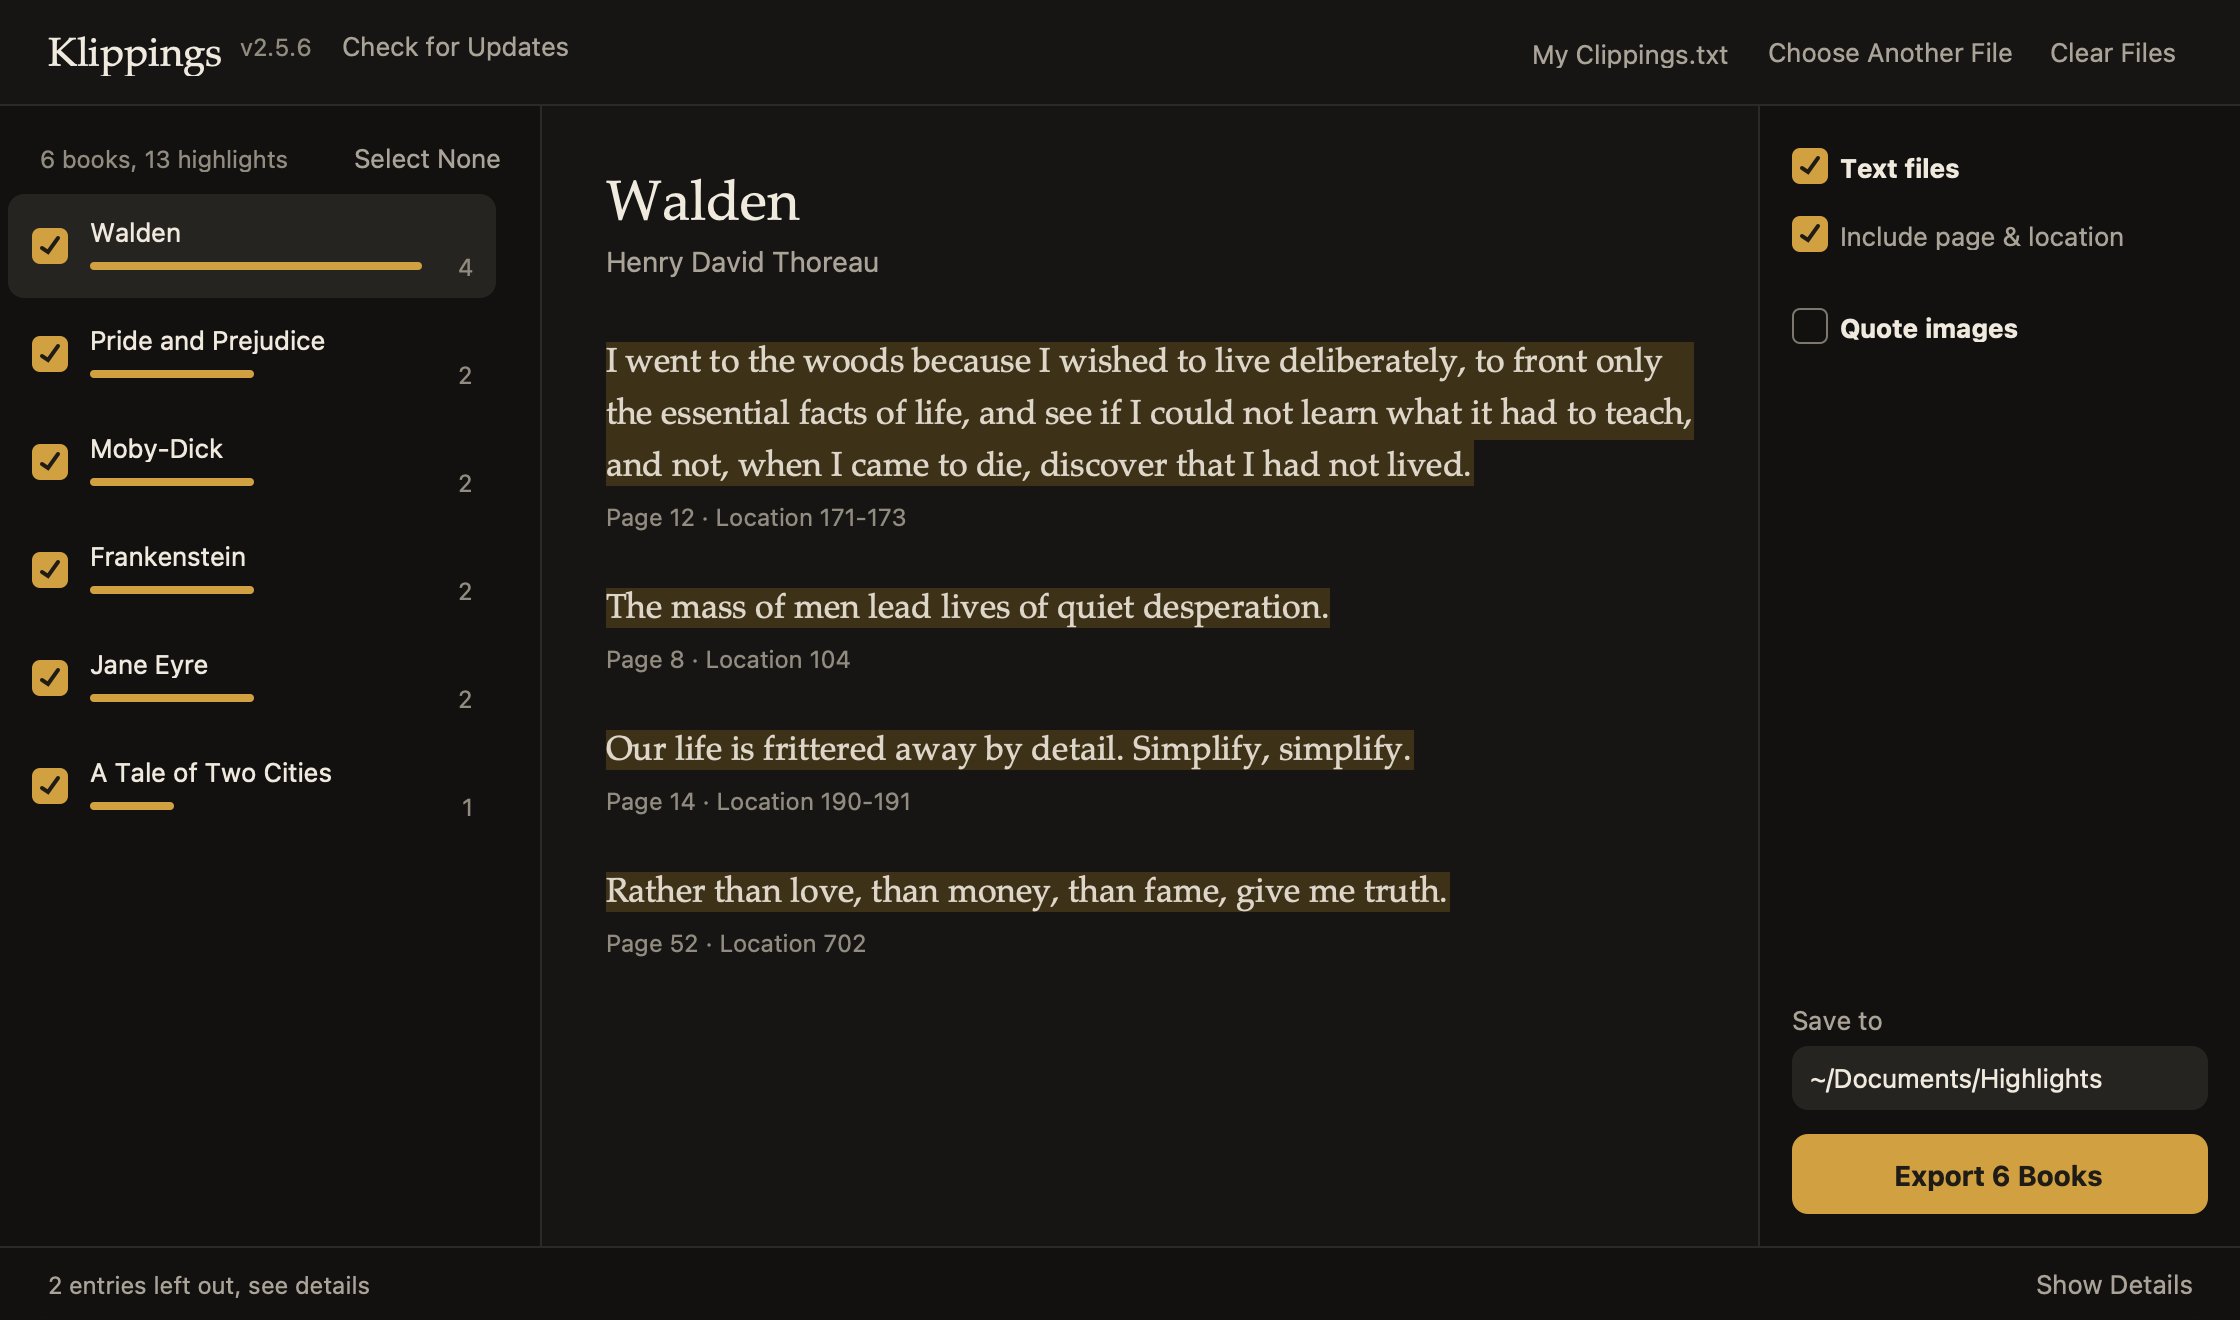 Klippings v2.5.6 Check for Updates
My Clippings.txt Choose Another File Clear Files
6 books, 13 highlights Select None
Walden
4
Pride and Prejudice
2
Moby-Dick
2
Frankenstein
2
Jane Eyre
2
A Tale of Two Cities
1
Walden
Henry David Thoreau
I went to the woods because I wished to live deliberately, to front only
the essential facts of life, and see if I could not learn what it had to teach,
and not, when I came to die, discover that I had not lived.
Page 12 · Location 171-173
The mass of men lead lives of quiet desperation.
Page 8 · Location 104
Our life is frittered away by detail. Simplify, simplify.
Page 14 · Location 190-191
Rather than love, than money, than fame, give me truth.
Page 52 · Location 702
Text files
Include page & location
Quote images
Save to
~/Documents/Highlights
Export 6 Books
2 entries left out, see details
Show Details